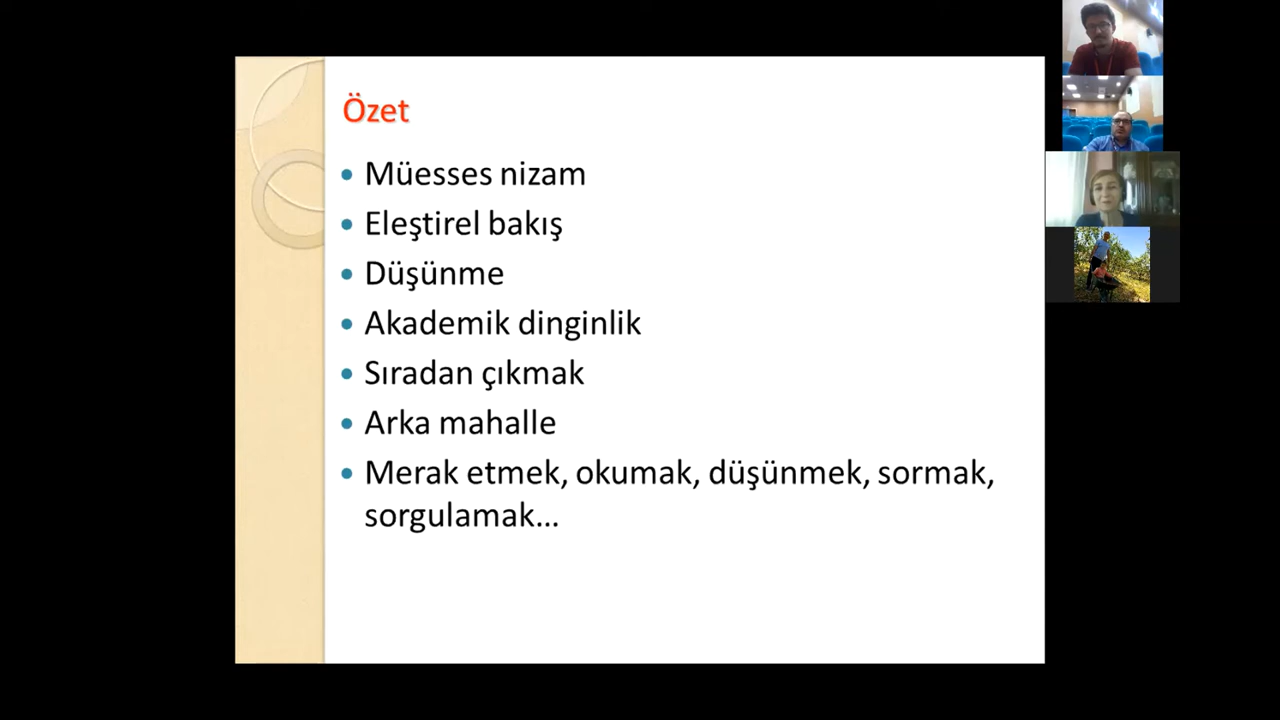 Özet
• Müesses nizam
• Eleştirel bakış
• Düşünme
• Akademik dinginlik
• Sıradan çıkmak
• Arka mahalle
• Merak etmek, okumak, düşünmek, sormak,
sorgulamak...